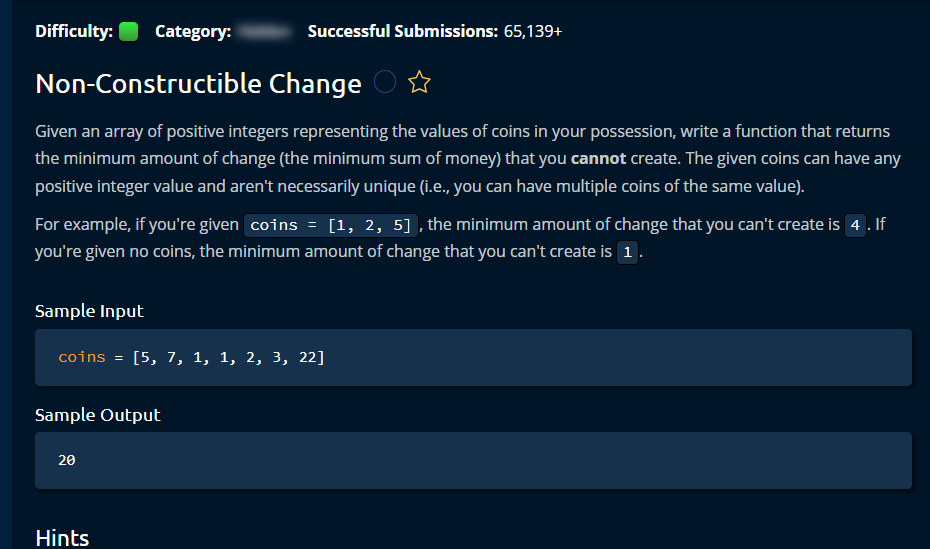 Difficulty: Category: Successful Submissions: 65,139+
Non-Constructible Change
Given an array of positive integers representing the values of coins in your possession, write a function that returns
the minimum amount of change (the minimum sum of money) that you cannot create. The given coins can have any
positive integer value and aren't necessarily unique (i.e., you can have multiple coins of the same value).
For example, if you're given coins = [1, 2, 5] , the minimum amount of change that you can't create is 4 . If
you're given no coins, the minimum amount of change that you can't create is 1 .
Sample Input
coins = [5, 7, 1, 1, 2, 3, 22]
Sample Output
20
Hints